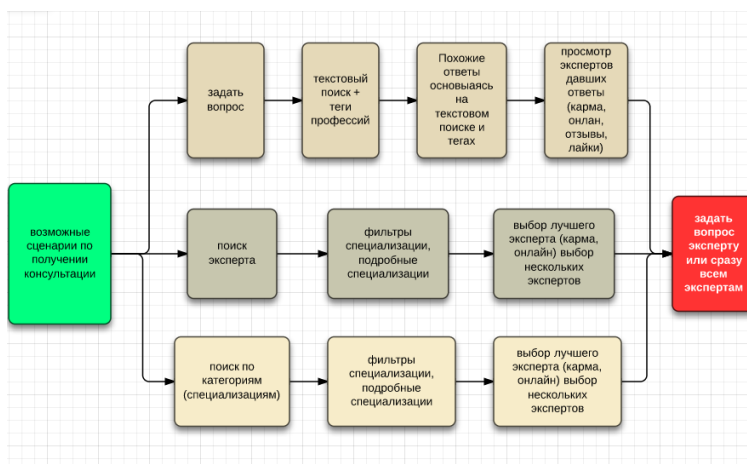 возможные
сценарии по
получении
консультации
задать
вопрос
текстовый
поиск +
теги
профессий
Похожие
ответы
основыаясь
на
текстовом
поиске и
тегах
просмотр
экспертов
давших
ответы
(карма,
онлан,
отзывы,
лайки)
поиск
эксперта
фильтры
специализации,
подробные
специализации
выбор лучшего
эксперта (карма,
онлайн) выбор
нескольких
экспертов
поиск по
категориям
(специализациям)
фильтры
специализации,
подробные
специализации
выбор лучшего
эксперта (карма,
онлайн) выбор
нескольких
экспертов
задать
вопрос
эксперту
или сразу
всем
экспертам